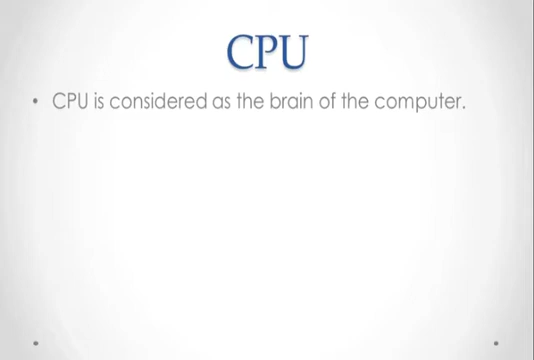 CPU
• CPU is considered as the brain of the computer.